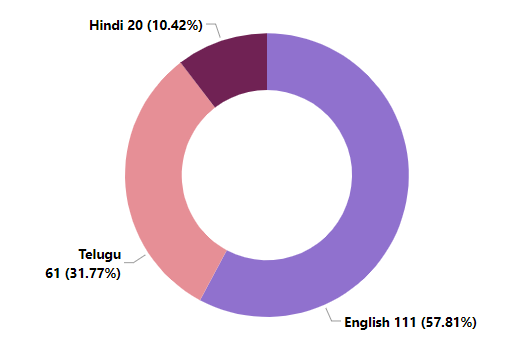 Hindi 20 (10.42%)
Telugu
61 (31.77%)
English 111 (57.81%)